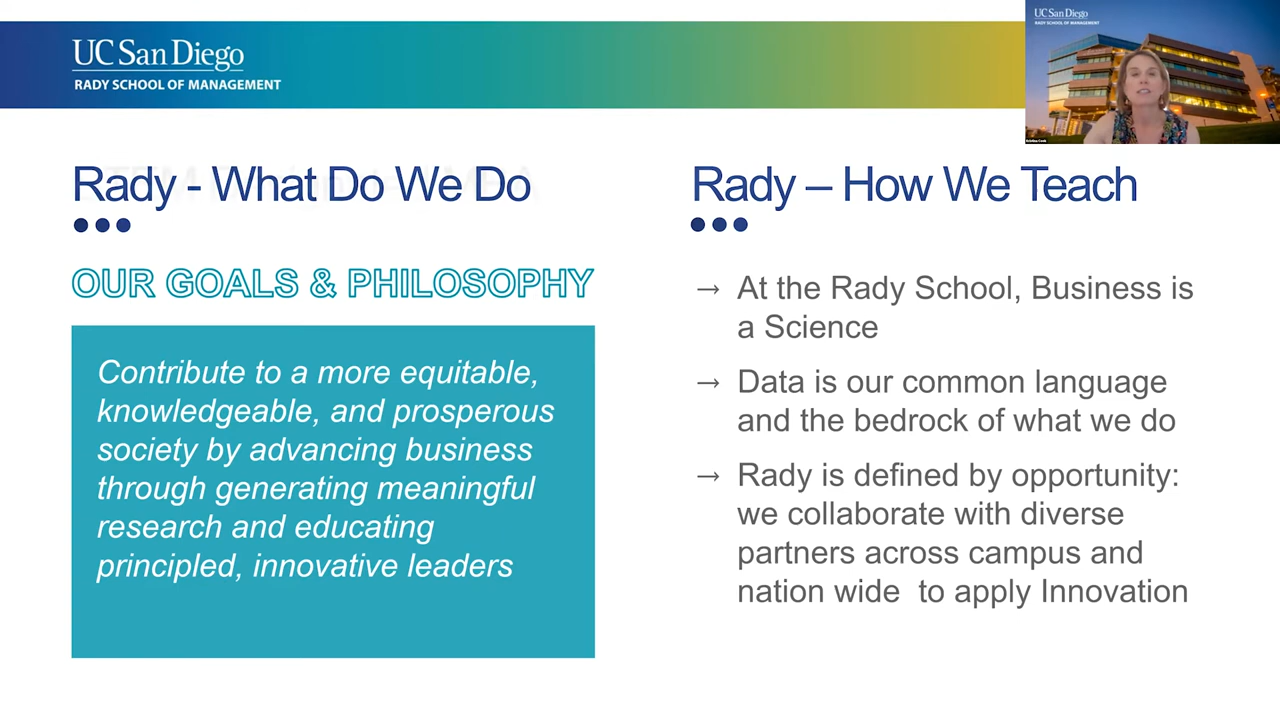 UC San Diego
RADY SCHOOL OF MANAGEMENT
UC San Diego
RADY SCHOOL OF MANAGEMENT
Rady - What Do We Do
OUR GOALS & PHILOSOPHY
Contribute to a more equitable,
knowledgeable, and prosperous
society by advancing business
through generating meaningful
research and educating
principled, innovative leaders
Rady – How We Teach
→ At the Rady School, Business is
a Science
→ Data is our common language
and the bedrock of what we do
→ Rady is defined by opportunity:
we collaborate with diverse
partners across campus and
nation wide  to apply Innovation